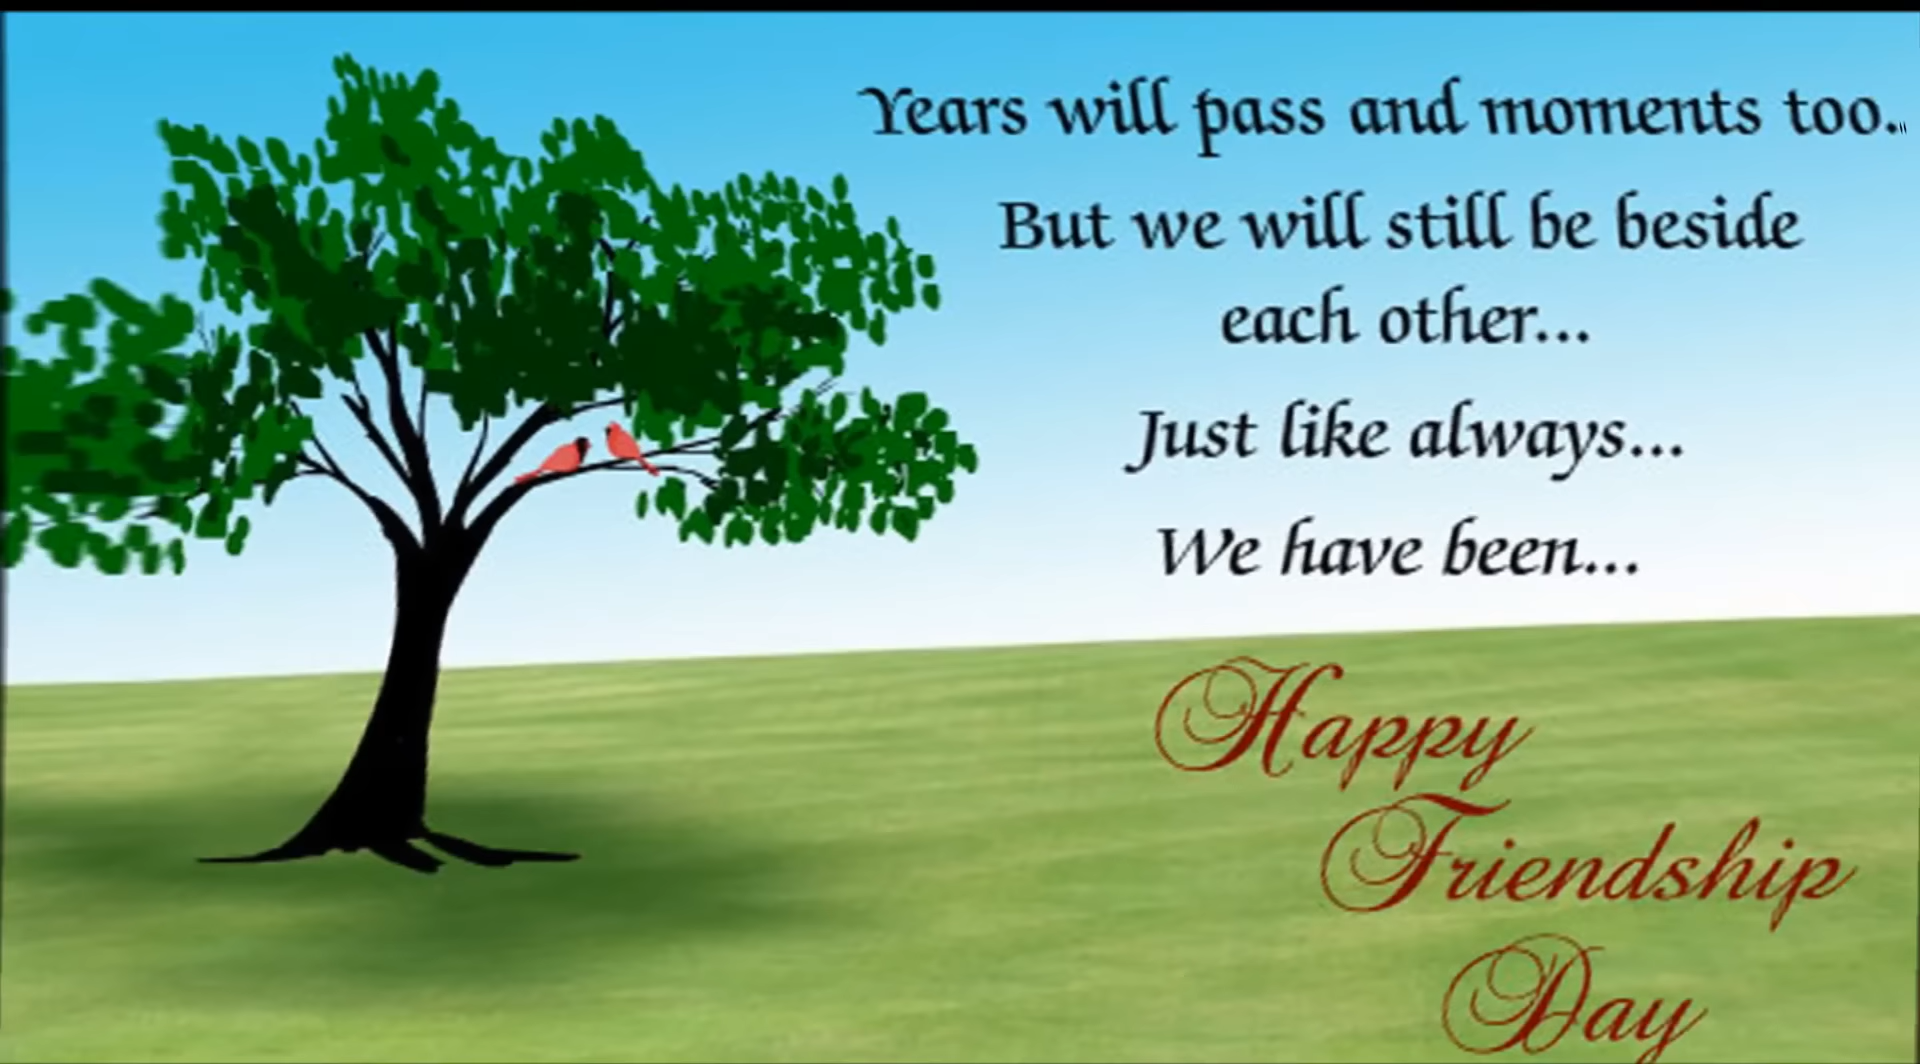 Years will pass and moments too..
But we will still be beside
each other...
Just like always...
We have been...
Happy
Friendship
Day